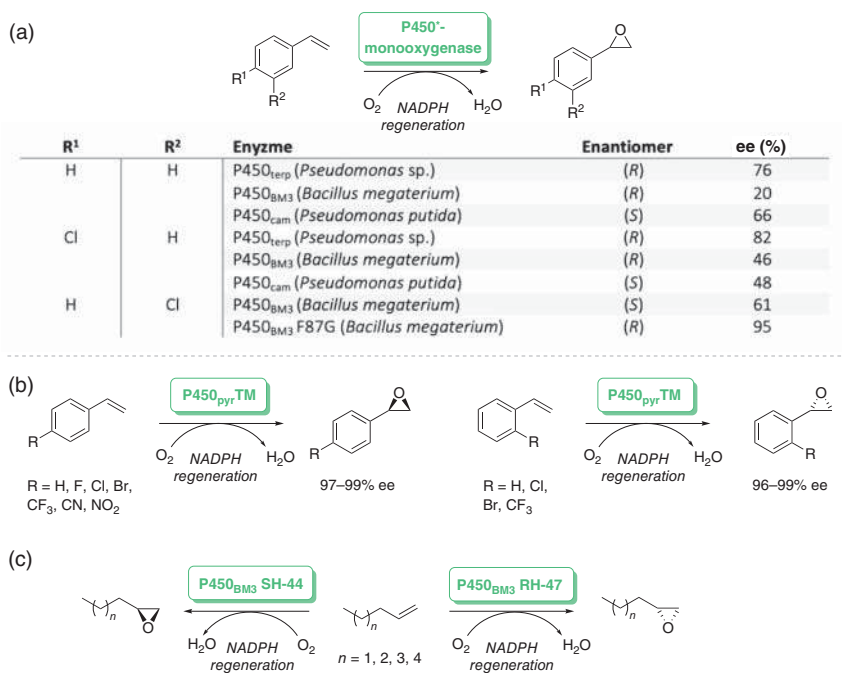 (a)
P450*-
monooxygenase
R¹
R²
O₂
NADPH
regeneration
H₂O
R¹
R²
O
R¹ R² Enyzme Enantiomer ee (%)
H H P450terp (Pseudomonas sp.) (R) 76
P450BM3 (Bacillus megaterium) (R) 20
P450cam (Pseudomonas putida) (S) 66
Cl H P450terp (Pseudomonas sp.) (R) 82
P450BM3 (Bacillus megaterium) (R) 46
P450cam (Pseudomonas putida) (S) 48
H Cl P450BM3 (Bacillus megaterium) (S) 61
P450BM3 F87G (Bacillus megaterium) (R) 95
(b)
P450pyrTM
R
O₂
NADPH
regeneration
H₂O
O
R
R = H, F, Cl, Br,
CF₃, CN, NO₂
97–99% ee
P450pyrTM
R
O₂
NADPH
regeneration
H₂O
O
R
R = H, Cl,
Br, CF₃
96–99% ee
(c)
n
O
P450BM3 SH-44
H₂O
NADPH
regeneration
O₂
n
n = 1, 2, 3, 4
P450BM3 RH-47
O₂
NADPH
regeneration
H₂O
n
O